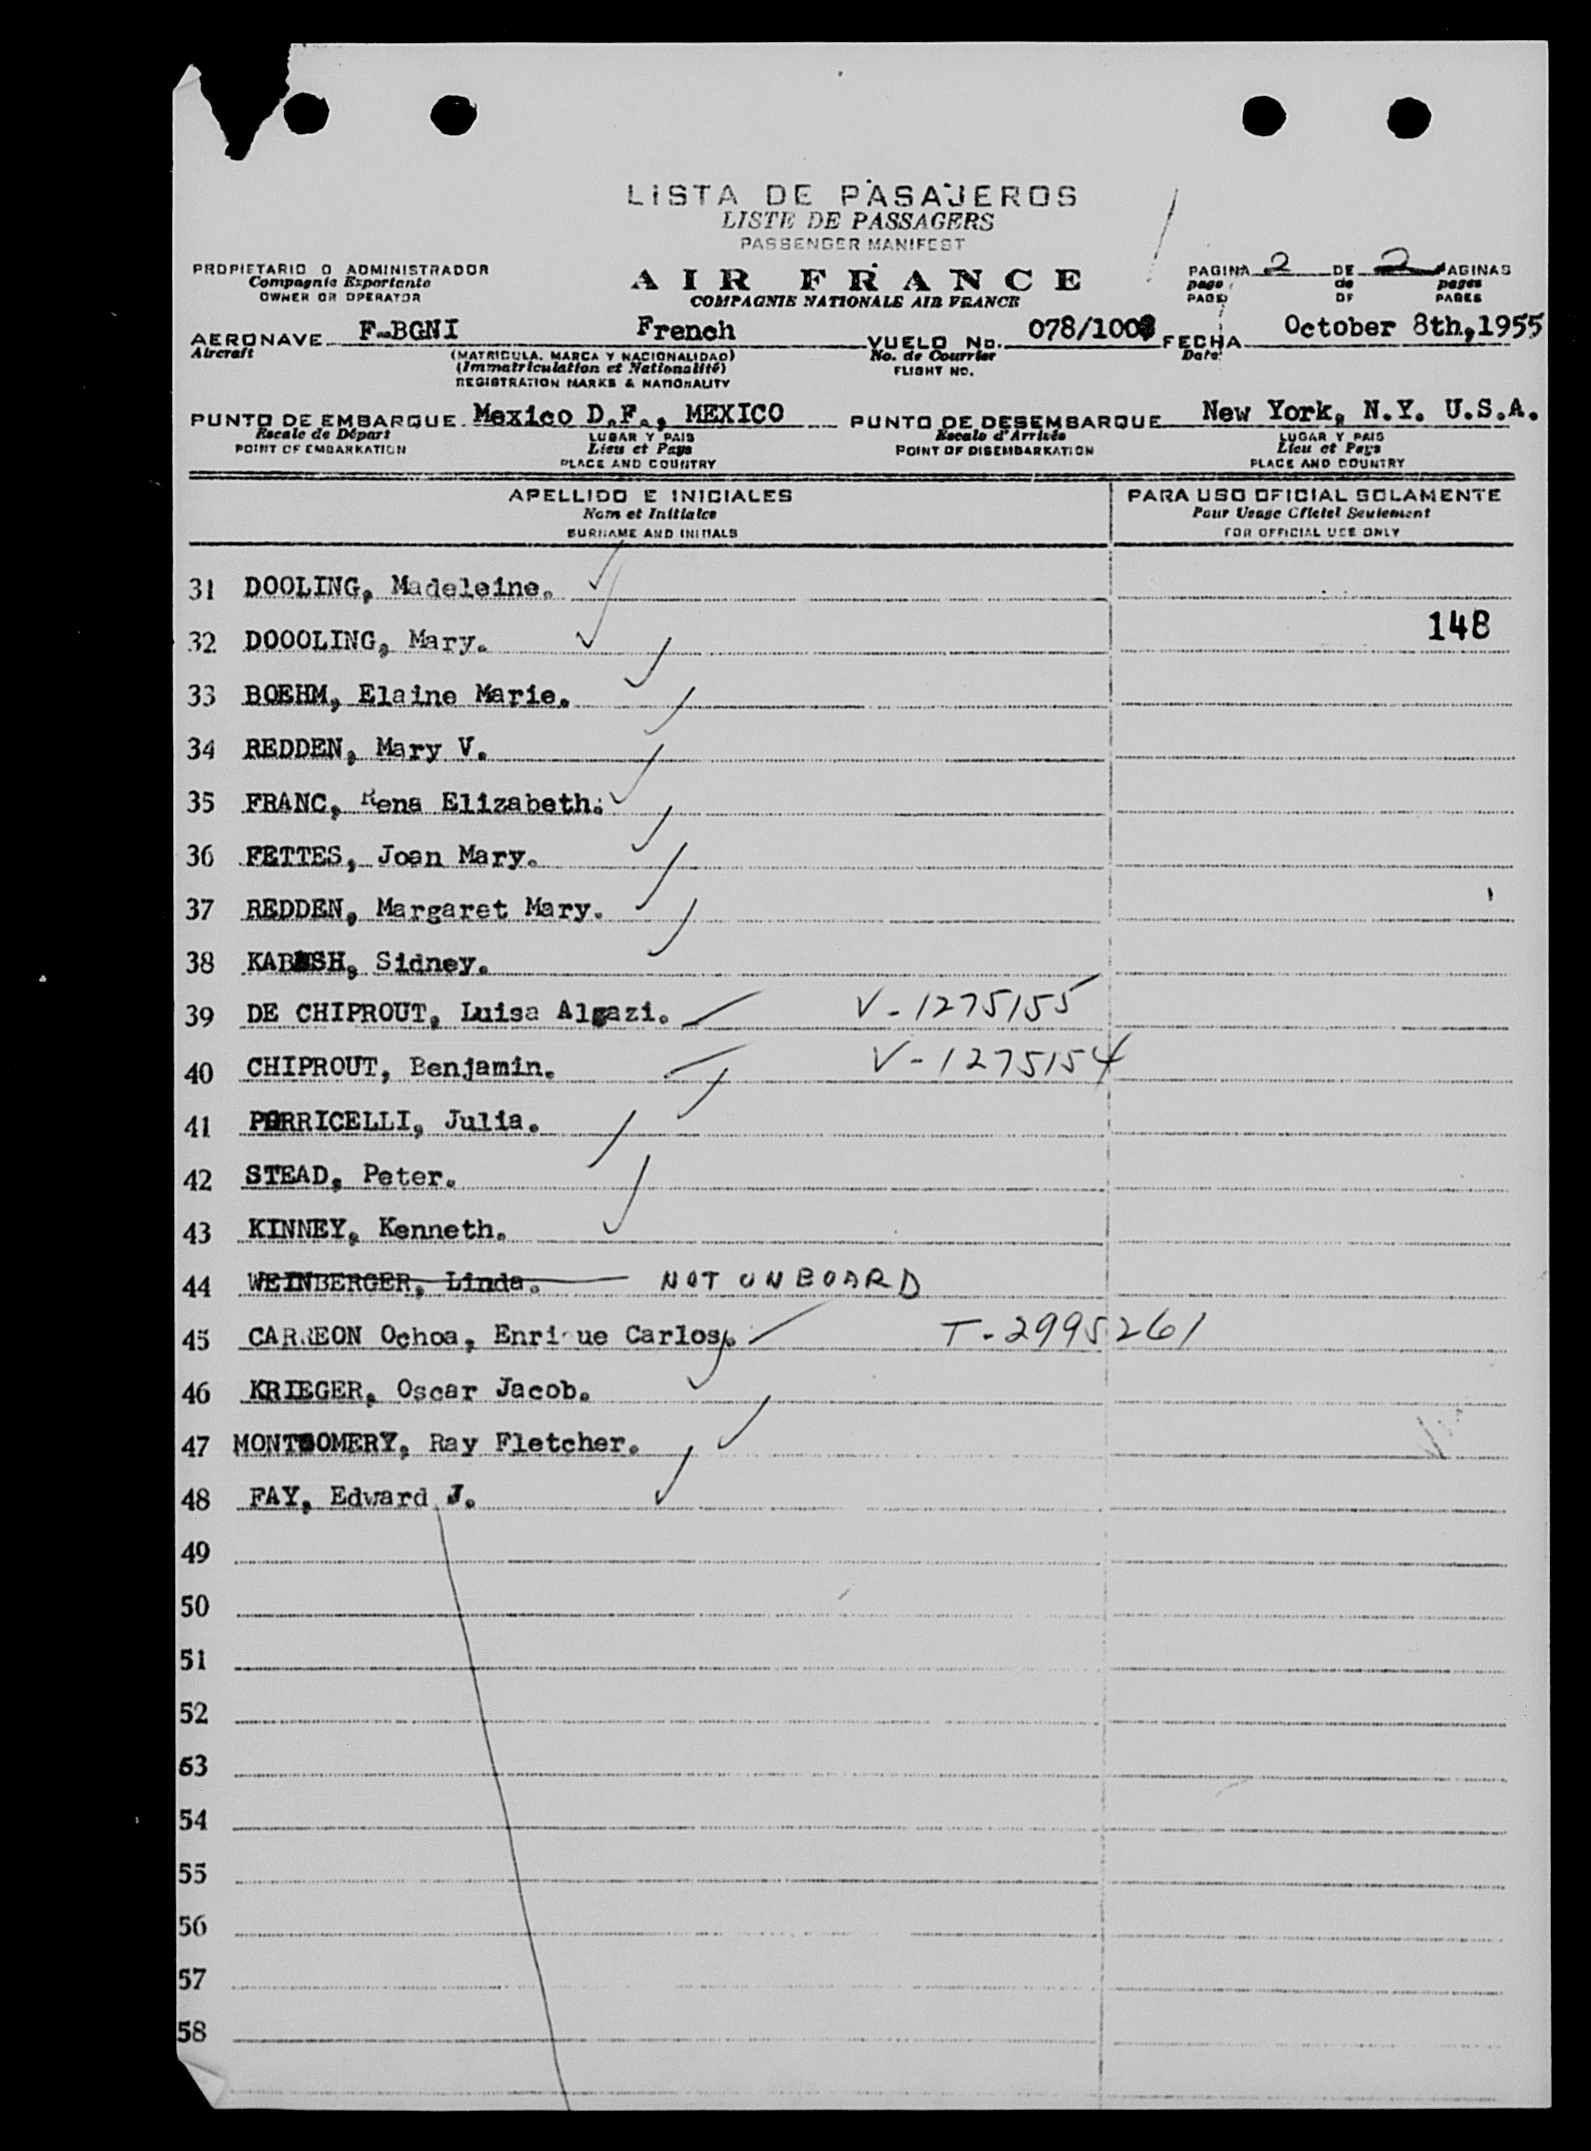 LISTA DE PASAJEROS
LISTE DE PASSAGERS
PASSENGER MANIFEST
PROPIETARIO O ADMINISTRADOR
Compagnie Exportante
OWNER OR OPERATOR
AIR FRANCE
COMPAGNIE NATIONALE AIR FRANCE
PAGINA 2 DE 2 PAGINAS
page de pages
PAGE OF PAGES
AERONAVE F-BGNI French VUELO No. 078/100 FECHA October 8th,1955
Aircraft (MATRICULA, MARCA Y NACIONALIDAD) No. de Courrier Date
(Immatriculation et Nationalité) FLIGHT NO.
REGISTRATION MARKS & NATIONALITY
PUNTO DE EMBARQUE Mexico D.F., MEXICO PUNTO DE DESEMBARQUE New York, N.Y. U.S.A.
Escale de Départ LUGAR Y PAIS Escale d'Arrivée LUGAR Y PAIS
POINT OF EMBARKATION Lieu et Pays POINT OF DISEMBARKATION Lieu et Pays
PLACE AND COUNTRY PLACE AND COUNTRY
APELLIDO E INICIALES PARA USO OFICIAL SOLAMENTE
Nom et Initiales Pour Usage Officiel Seulement
SURNAME AND INITIALS FOR OFFICIAL USE ONLY
31 DOOLING, Madeleine.
32 DOOOLING, Mary. 148
33 BOEHM, Elaine Marie.
34 REDDEN, Mary V.
35 FRANC, Rena Elizabeth.
36 FETTES, Joan Mary.
37 REDDEN, Margaret Mary.
38 Sidney.
39 DE CHIPROUT, Luisa Algazi. V-1275155
40 CHIPROUT, Benjamin. V-1275154
41 Julia.
42 STEAD, Peter.
43 KINNEY, Kenneth.
44 WEINBERGER, Linda. NOT ON BOARD
45 CARREON Ochoa, Enrique Carlos. T-2995261
46 KRIEGER, Oscar Jacob.
47 MONTGOMERY, Ray Fletcher.
48 FAY, Edward J.
49
50
51
52
53
54
55
56
57
58